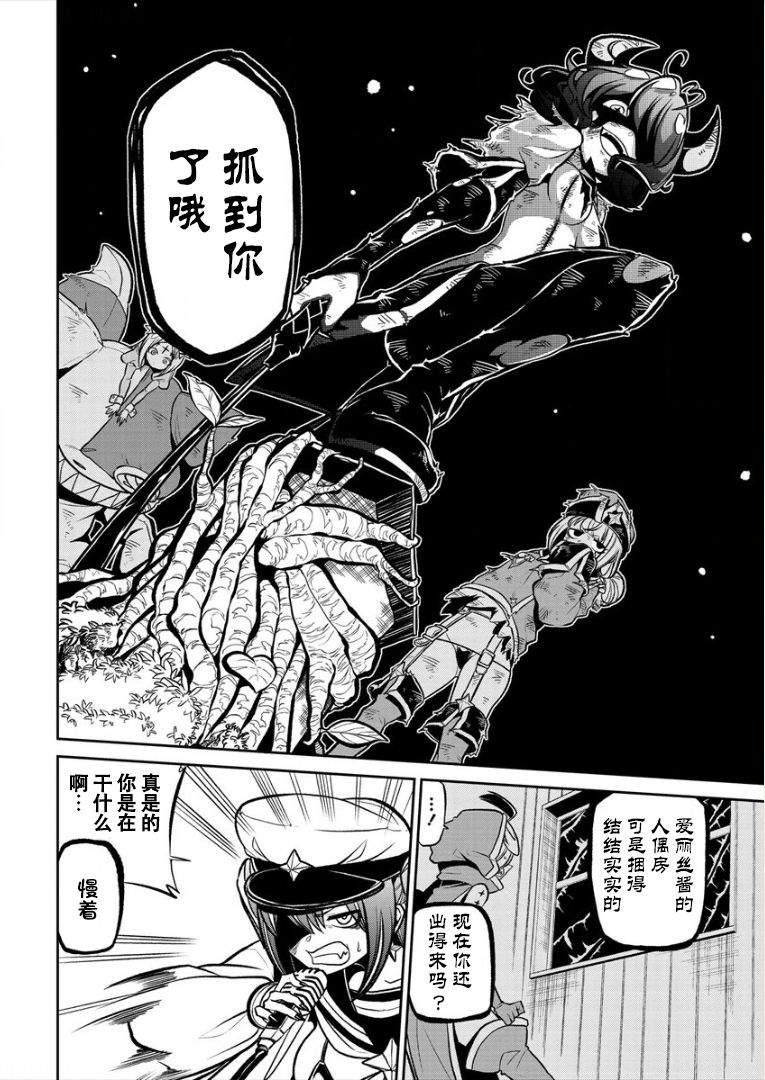 抓到你
了哦
爱丽丝酱的
人偶房
可是捆得
结结实实的
…
现在你还
出得来吗？
真是的
你是在
干什么
啊…
慢着